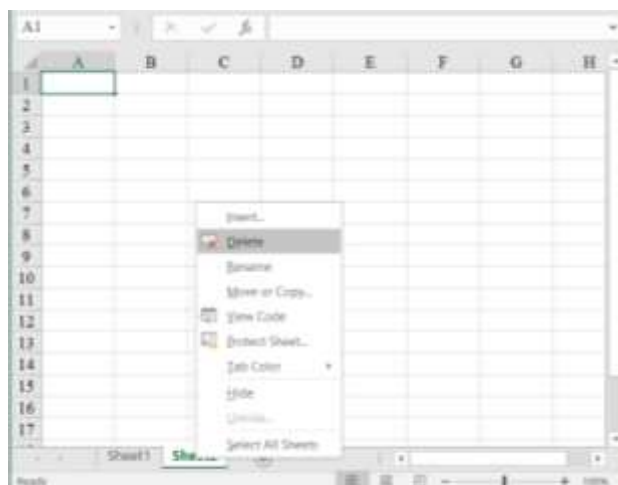 A1
A B C D E F G H
1
2
3
4
5
6
7
8
9
10
11
12
13
14
15
16
17
Insert...
Delete
Rename
Move or Copy...
View Code
Protect Sheet...
Tab Color
Hide
Unhide...
Select All Sheets
Sheet1
Ready
100%